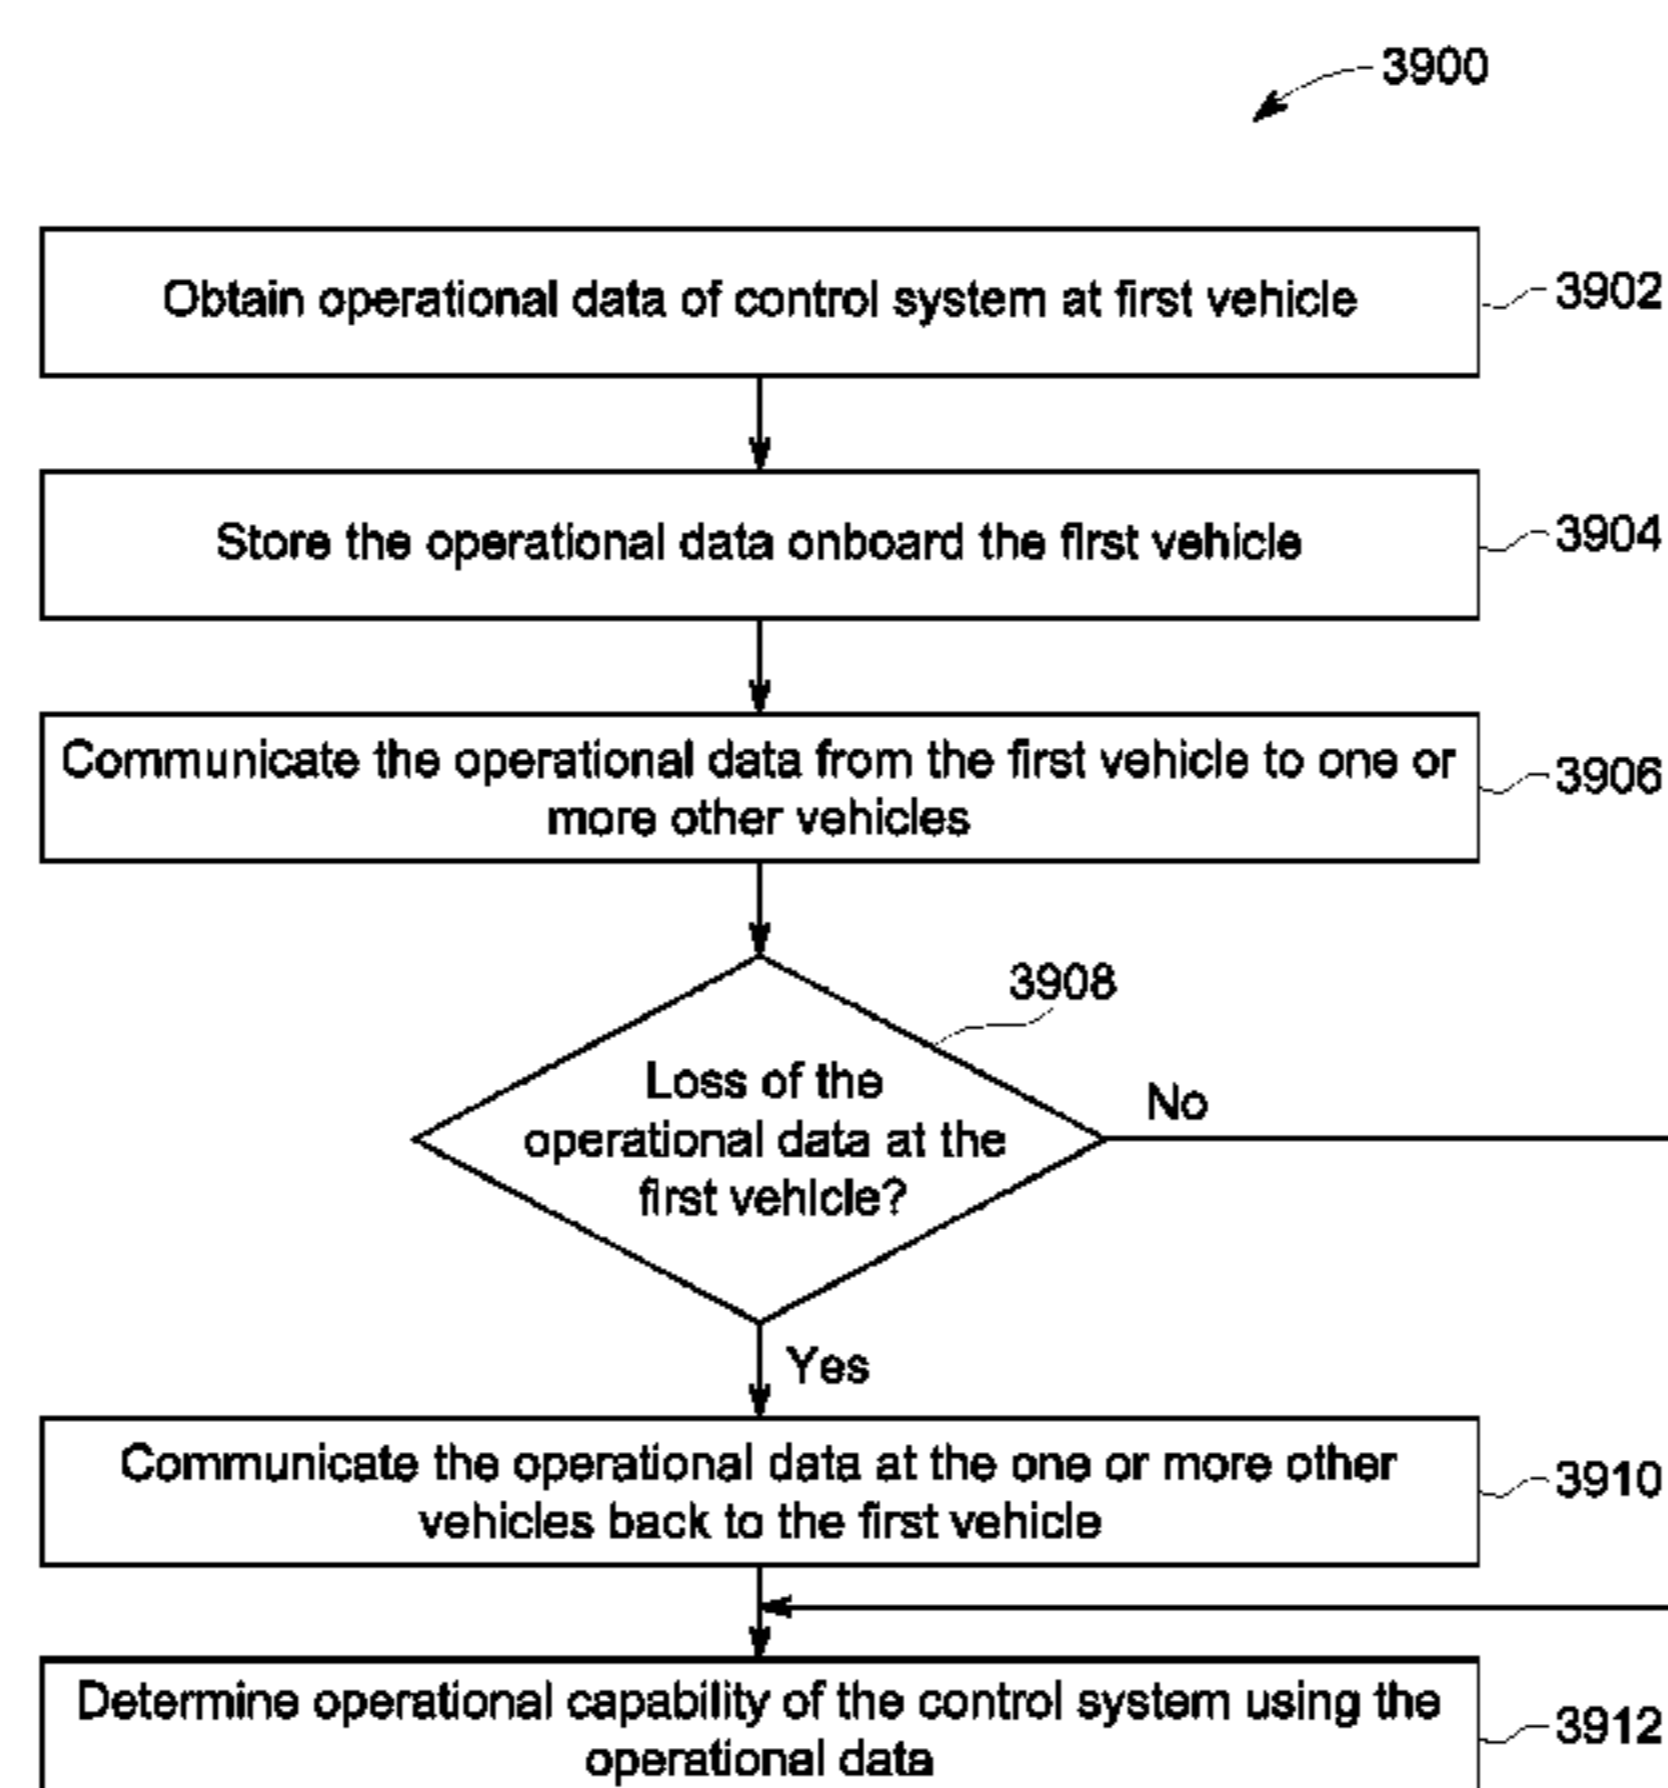 3900
Obtain operational data of control system at first vehicle
3902
Store the operational data onboard the first vehicle
3904
Communicate the operational data from the first vehicle to one or
more other vehicles
3906
3908
Loss of the
operational data at the
first vehicle?
No
Yes
Communicate the operational data at the one or more other
vehicles back to the first vehicle
3910
Determine operational capability of the control system using the
operational data
3912